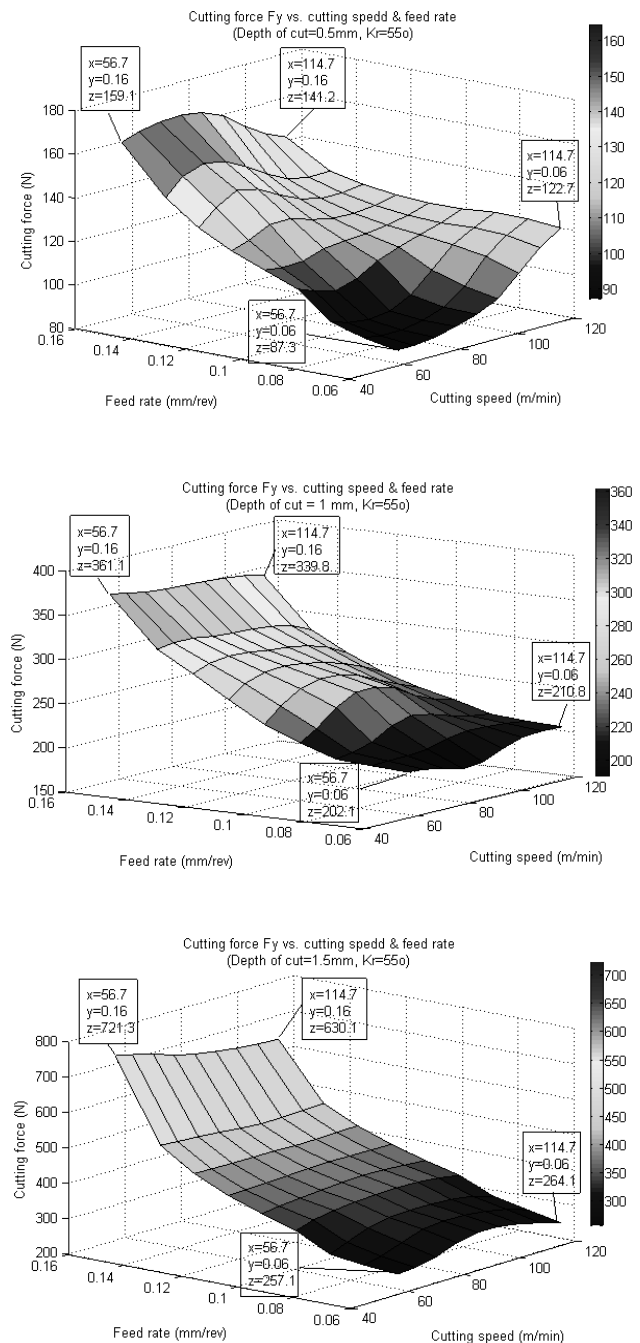 Cutting force Fy vs. cutting spedd & feed rate
(Depth of cut=0.5mm, Kr=55o)
x=56.7
y=0.16
z=159.1
x=114.7
y=0.16
z=141.2
x=114.7
y=0.06
z=122.7
x=56.7
y=0.06
z=87.3
180
160
140
120
100
80
Cutting force (N)
0.16
0.14
0.12
0.1
0.08
0.06
Feed rate (mm/rev)
40
60
80
100
120
Cutting speed (m/min)
160
150
140
130
120
110
100
90
Cutting force Fy vs. cutting speed & feed rate
(Depth of cut = 1 mm, Kr=55o)
x=56.7
y=0.16
z=361.1
x=114.7
y=0.16
z=339.8
x=114.7
y=0.06
z=210.8
x=56.7
y=0.06
z=202.1
400
350
300
250
200
150
Cutting force (N)
0.16
0.14
0.12
0.1
0.08
0.06
Feed rate (mm/rev)
40
60
80
100
120
Cutting speed (m/min)
360
340
320
300
280
260
240
220
200
Cutting force Fy vs. cutting spedd & feed rate
(Depth of cut=1.5mm, Kr=55o)
x=56.7
y=0.16
z=721.3
x=114.7
y=0.16
z=630.1
x=114.7
y=0.06
z=264.1
x=56.7
y=0.06
z=257.1
800
700
600
500
400
300
200
Cutting force (N)
0.16
0.14
0.12
0.1
0.08
0.06
Feed rate (mm/rev)
40
60
80
100
120
Cutting speed (m/min)
700
650
600
550
500
450
400
350
300